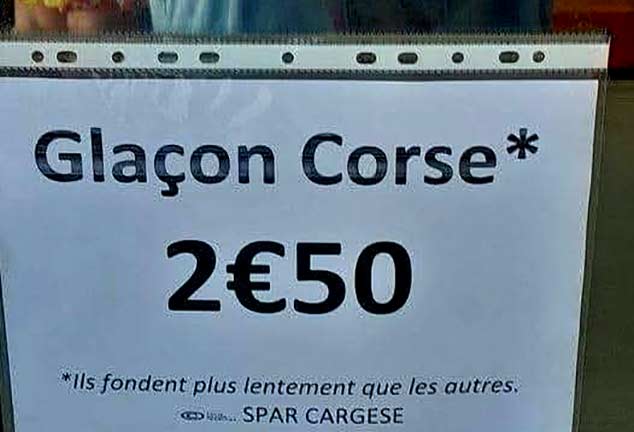 Glaçon Corse*
2€50
*Ils fondent plus lentement que les autres.
SPAR CARGESE